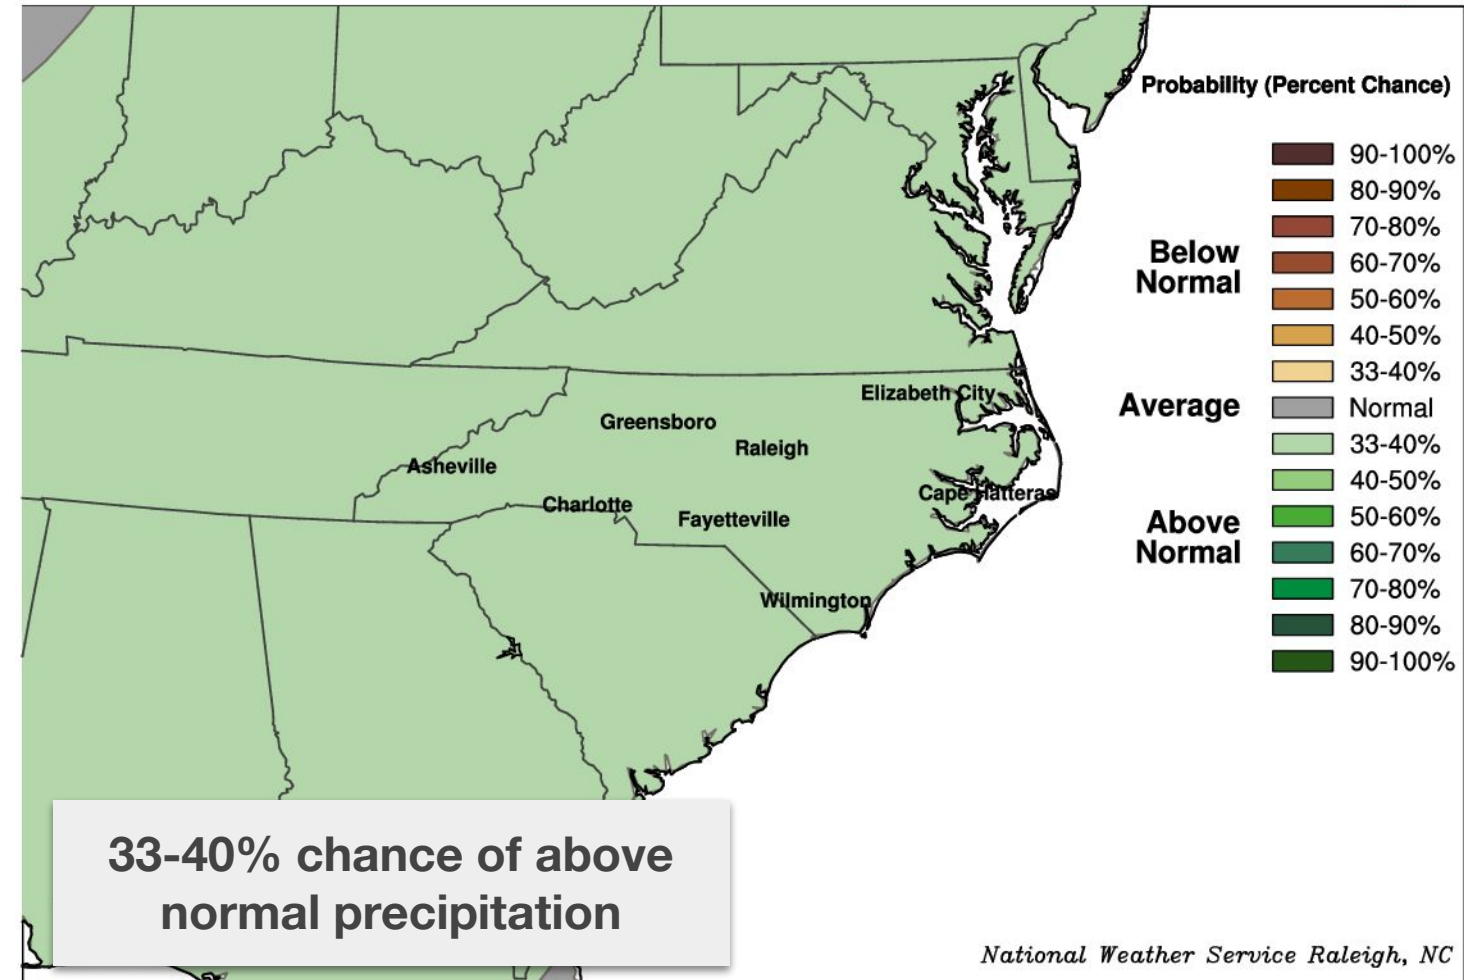 Probability (Percent Chance)
90-100%
80-90%
70-80%
Below
Normal
60-70%
50-60%
40-50%
33-40%
Average
Normal
33-40%
40-50%
Above
Normal
50-60%
60-70%
70-80%
80-90%
90-100%
Elizabeth City
Greensboro
Raleigh
Asheville
Cape Hatteras
Charlotte
Fayetteville
Wilmington
33-40% chance of above
normal precipitation
National Weather Service Raleigh, NC